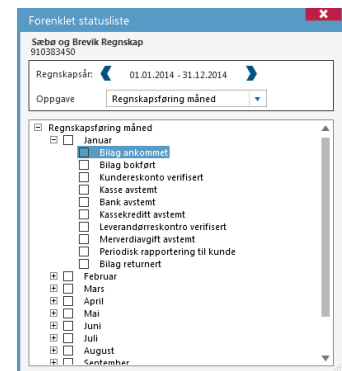 Forenklet statusliste
Sæbø og Brevik Regnskap
910383450
Regnskapsår: 01.01.2014 - 31.12.2014
Oppgave Regnskapsføring måned
Regnskapsføring måned
Januar
Bilag ankommet
Bilag bokført
Kundereskonto verifisert
Kasse avstemt
Bank avstemt
Kassekreditt avstemt
Leverandørreskontro verifisert
Merverdiavgift avstemt
Periodisk rapportering til kunde
Bilag returnert
Februar
Mars
April
Mai
Juni
Juli
August
September